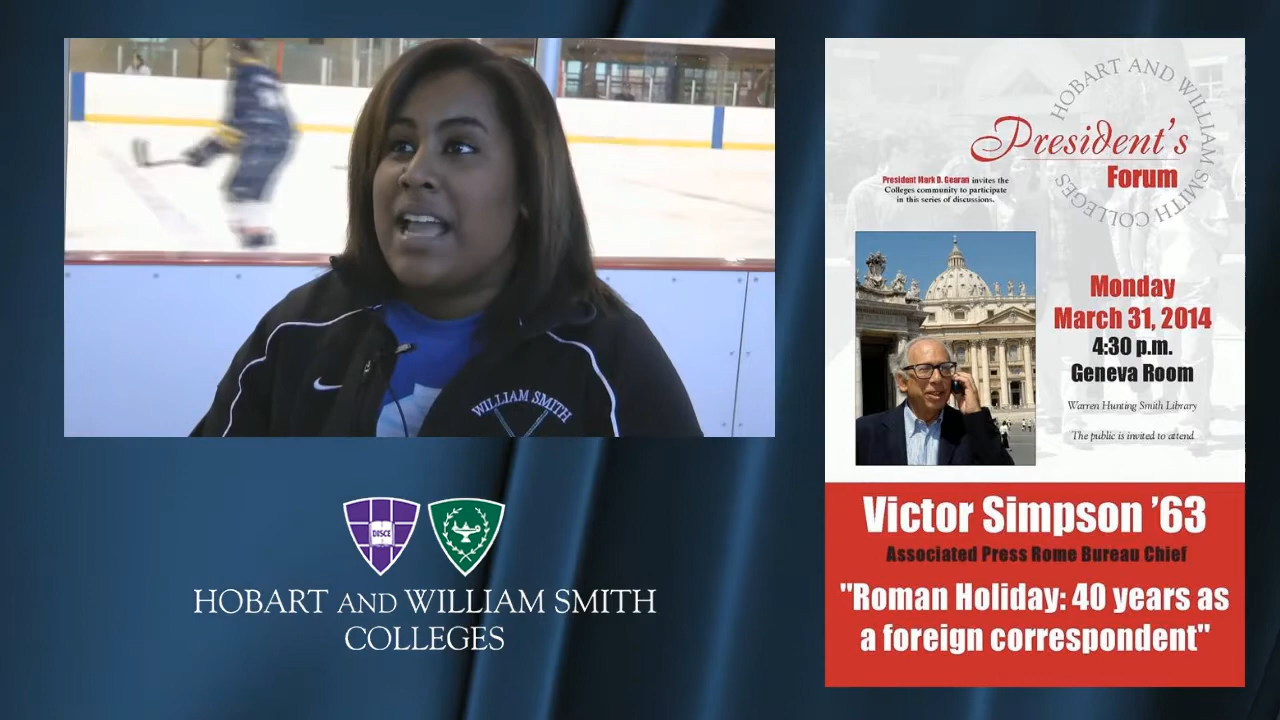 WILLIAM SMITH
DISCE
HOBART AND WILLIAM SMITH
COLLEGES
HOBART AND WILLIAM SMITH COLLEGES
President's
Forum
President Mark D. Gearan invites the
Colleges community to participate
in this series of discussions.
Monday
March 31, 2014
4:30 p.m.
Geneva Room
Warren Hunting Smith Library
The public is invited to attend
Victor Simpson ’63
Associated Press Rome Bureau Chief
"Roman Holiday: 40 years as
a foreign correspondent"